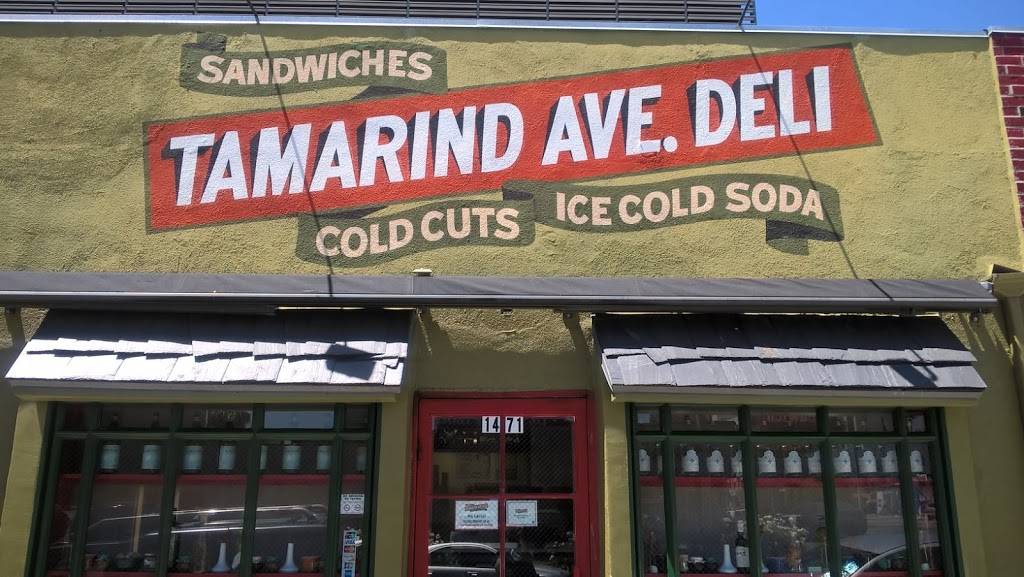 SANDWICHES
TAMARIND AVE. DELI
COLD CUTS
ICE COLD SODA
1471